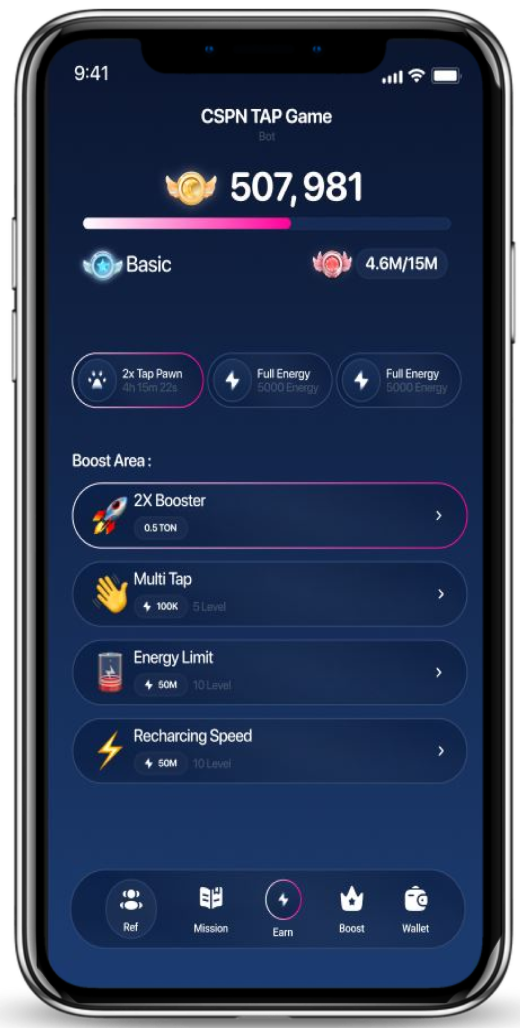 9:41
CSPN TAP Game
Bot
507,981
Basic
4.6M/15M
2x Tap Pawn
4h 15m 22s
Full Energy
5000 Energy
Full Energy
5000 Energy
Boost Area :
2X Booster
0.5 TON
Multi Tap
100K 5 Level
Energy Limit
50M 10 Level
Recharcing Speed
50M 10 Level
Ref Mission Earn Boost Wallet